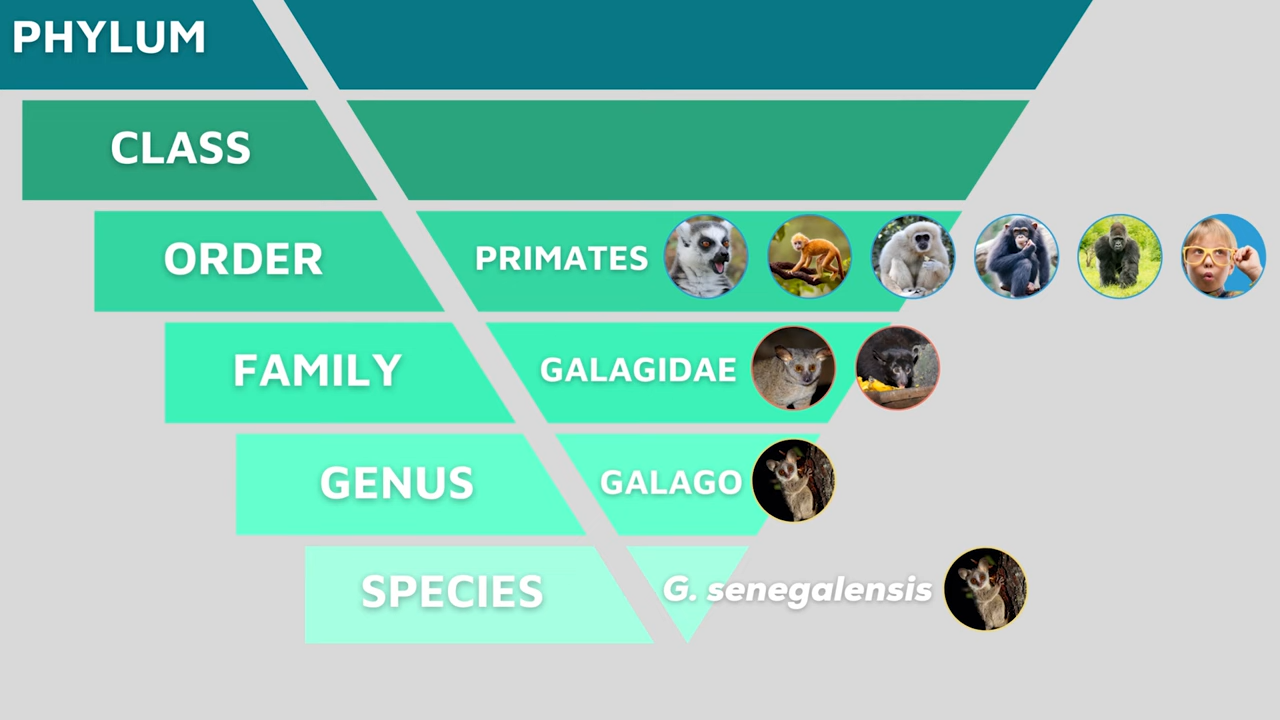 PHYLUM
CLASS
ORDER PRIMATES
FAMILY GALAGIDAE
GENUS GALAGO
SPECIES G. senegalensis